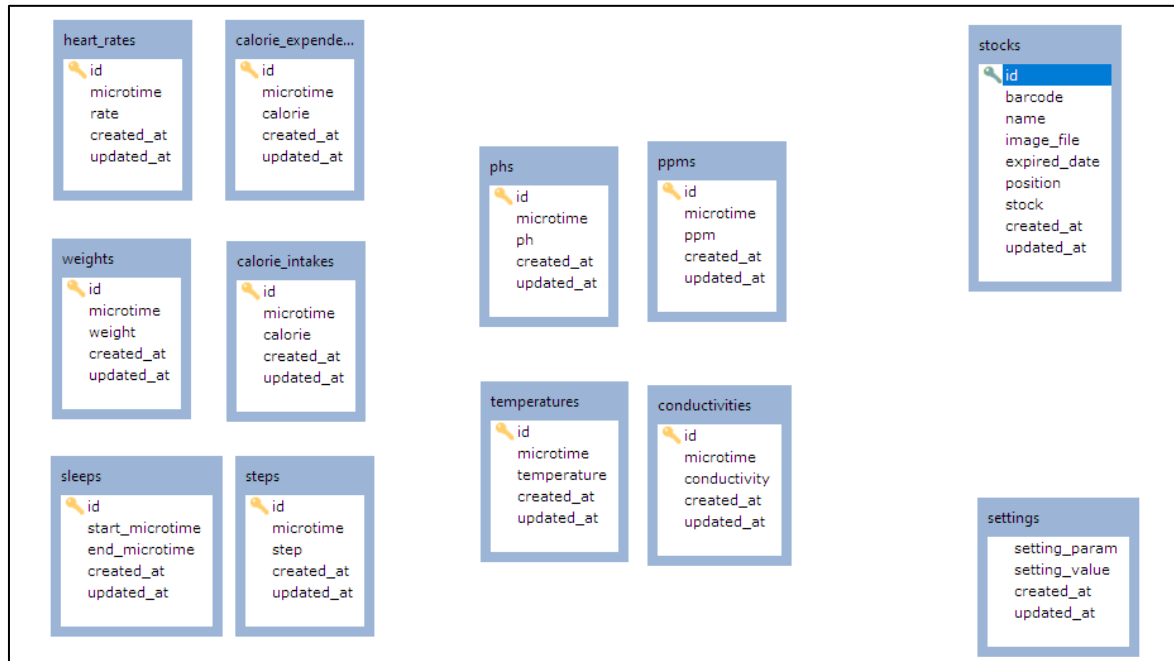 heart_rates
id
microtime
rate
created_at
updated_at
calorie_expende...
id
microtime
calorie
created_at
updated_at
weights
id
microtime
weight
created_at
updated_at
calorie_intakes
id
microtime
calorie
created_at
updated_at
sleeps
id
start_microtime
end_microtime
created_at
updated_at
steps
id
microtime
step
created_at
updated_at
phs
id
microtime
ph
created_at
updated_at
ppms
id
microtime
ppm
created_at
updated_at
temperatures
id
microtime
temperature
created_at
updated_at
conductivities
id
microtime
conductivity
created_at
updated_at
stocks
id
barcode
name
image_file
expired_date
position
stock
created_at
updated_at
settings
setting_param
setting_value
created_at
updated_at